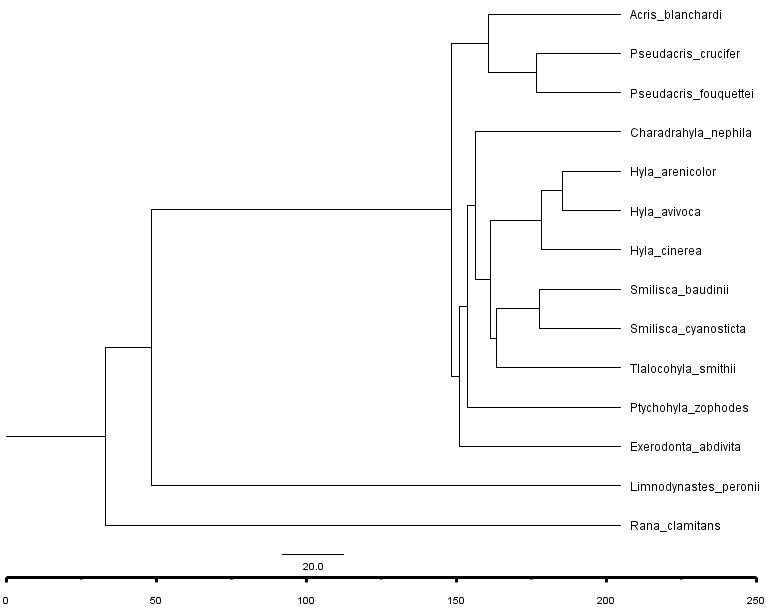 Acris_blanchardi
Pseudacris_crucifer
Pseudacris_fouquettei
Charadrahyla_nephila
Hyla_arenicolor
Hyla_avivoca
Hyla_cinerea
Smilisca_baudinii
Smilisca_cyanosticta
Tlalocohyla_smithii
Ptychohyla_zophodes
Exerodonta_abdivita
Limnodynastes_peronii
Rana_clamitans
20.0
0 50 100 150 200 250